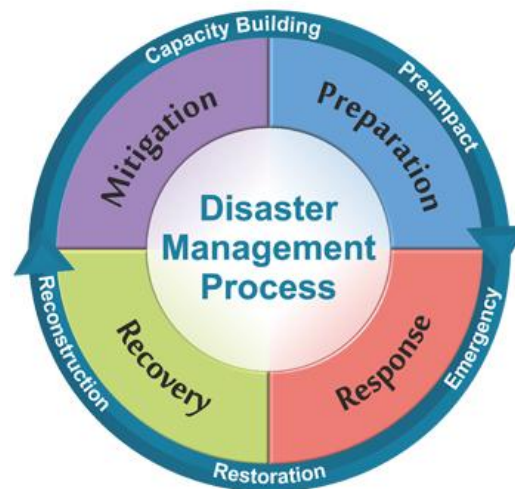 Capacity Building
Pre-Impact
Mitigation
Preparation
Disaster
Management
Process
Recovery
Response
Reconstruction
Emergency
Restoration